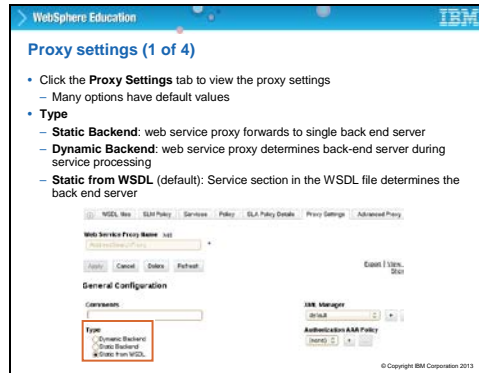 WebSphere Education
IBM
Proxy settings (1 of 4)
• Click the Proxy Settings tab to view the proxy settings
– Many options have default values
• Type
– Static Backend: web service proxy forwards to single back end server
– Dynamic Backend: web service proxy determines back-end server during
service processing
– Static from WSDL (default): Service section in the WSDL file determines the
back end server
WSDL files SLM Policy Services Policy SLA Policy Details Proxy Settings Advanced Proxy
Web Service Proxy Name
Apply Cancel Delete Refresh
Export | View
General Configuration
Comments
XML Manager
default
+
Type
Dynamic Backend
Static Backend
Static from WSDL
Authorization AAA Policy
(none)
+
© Copyright IBM Corporation 2013